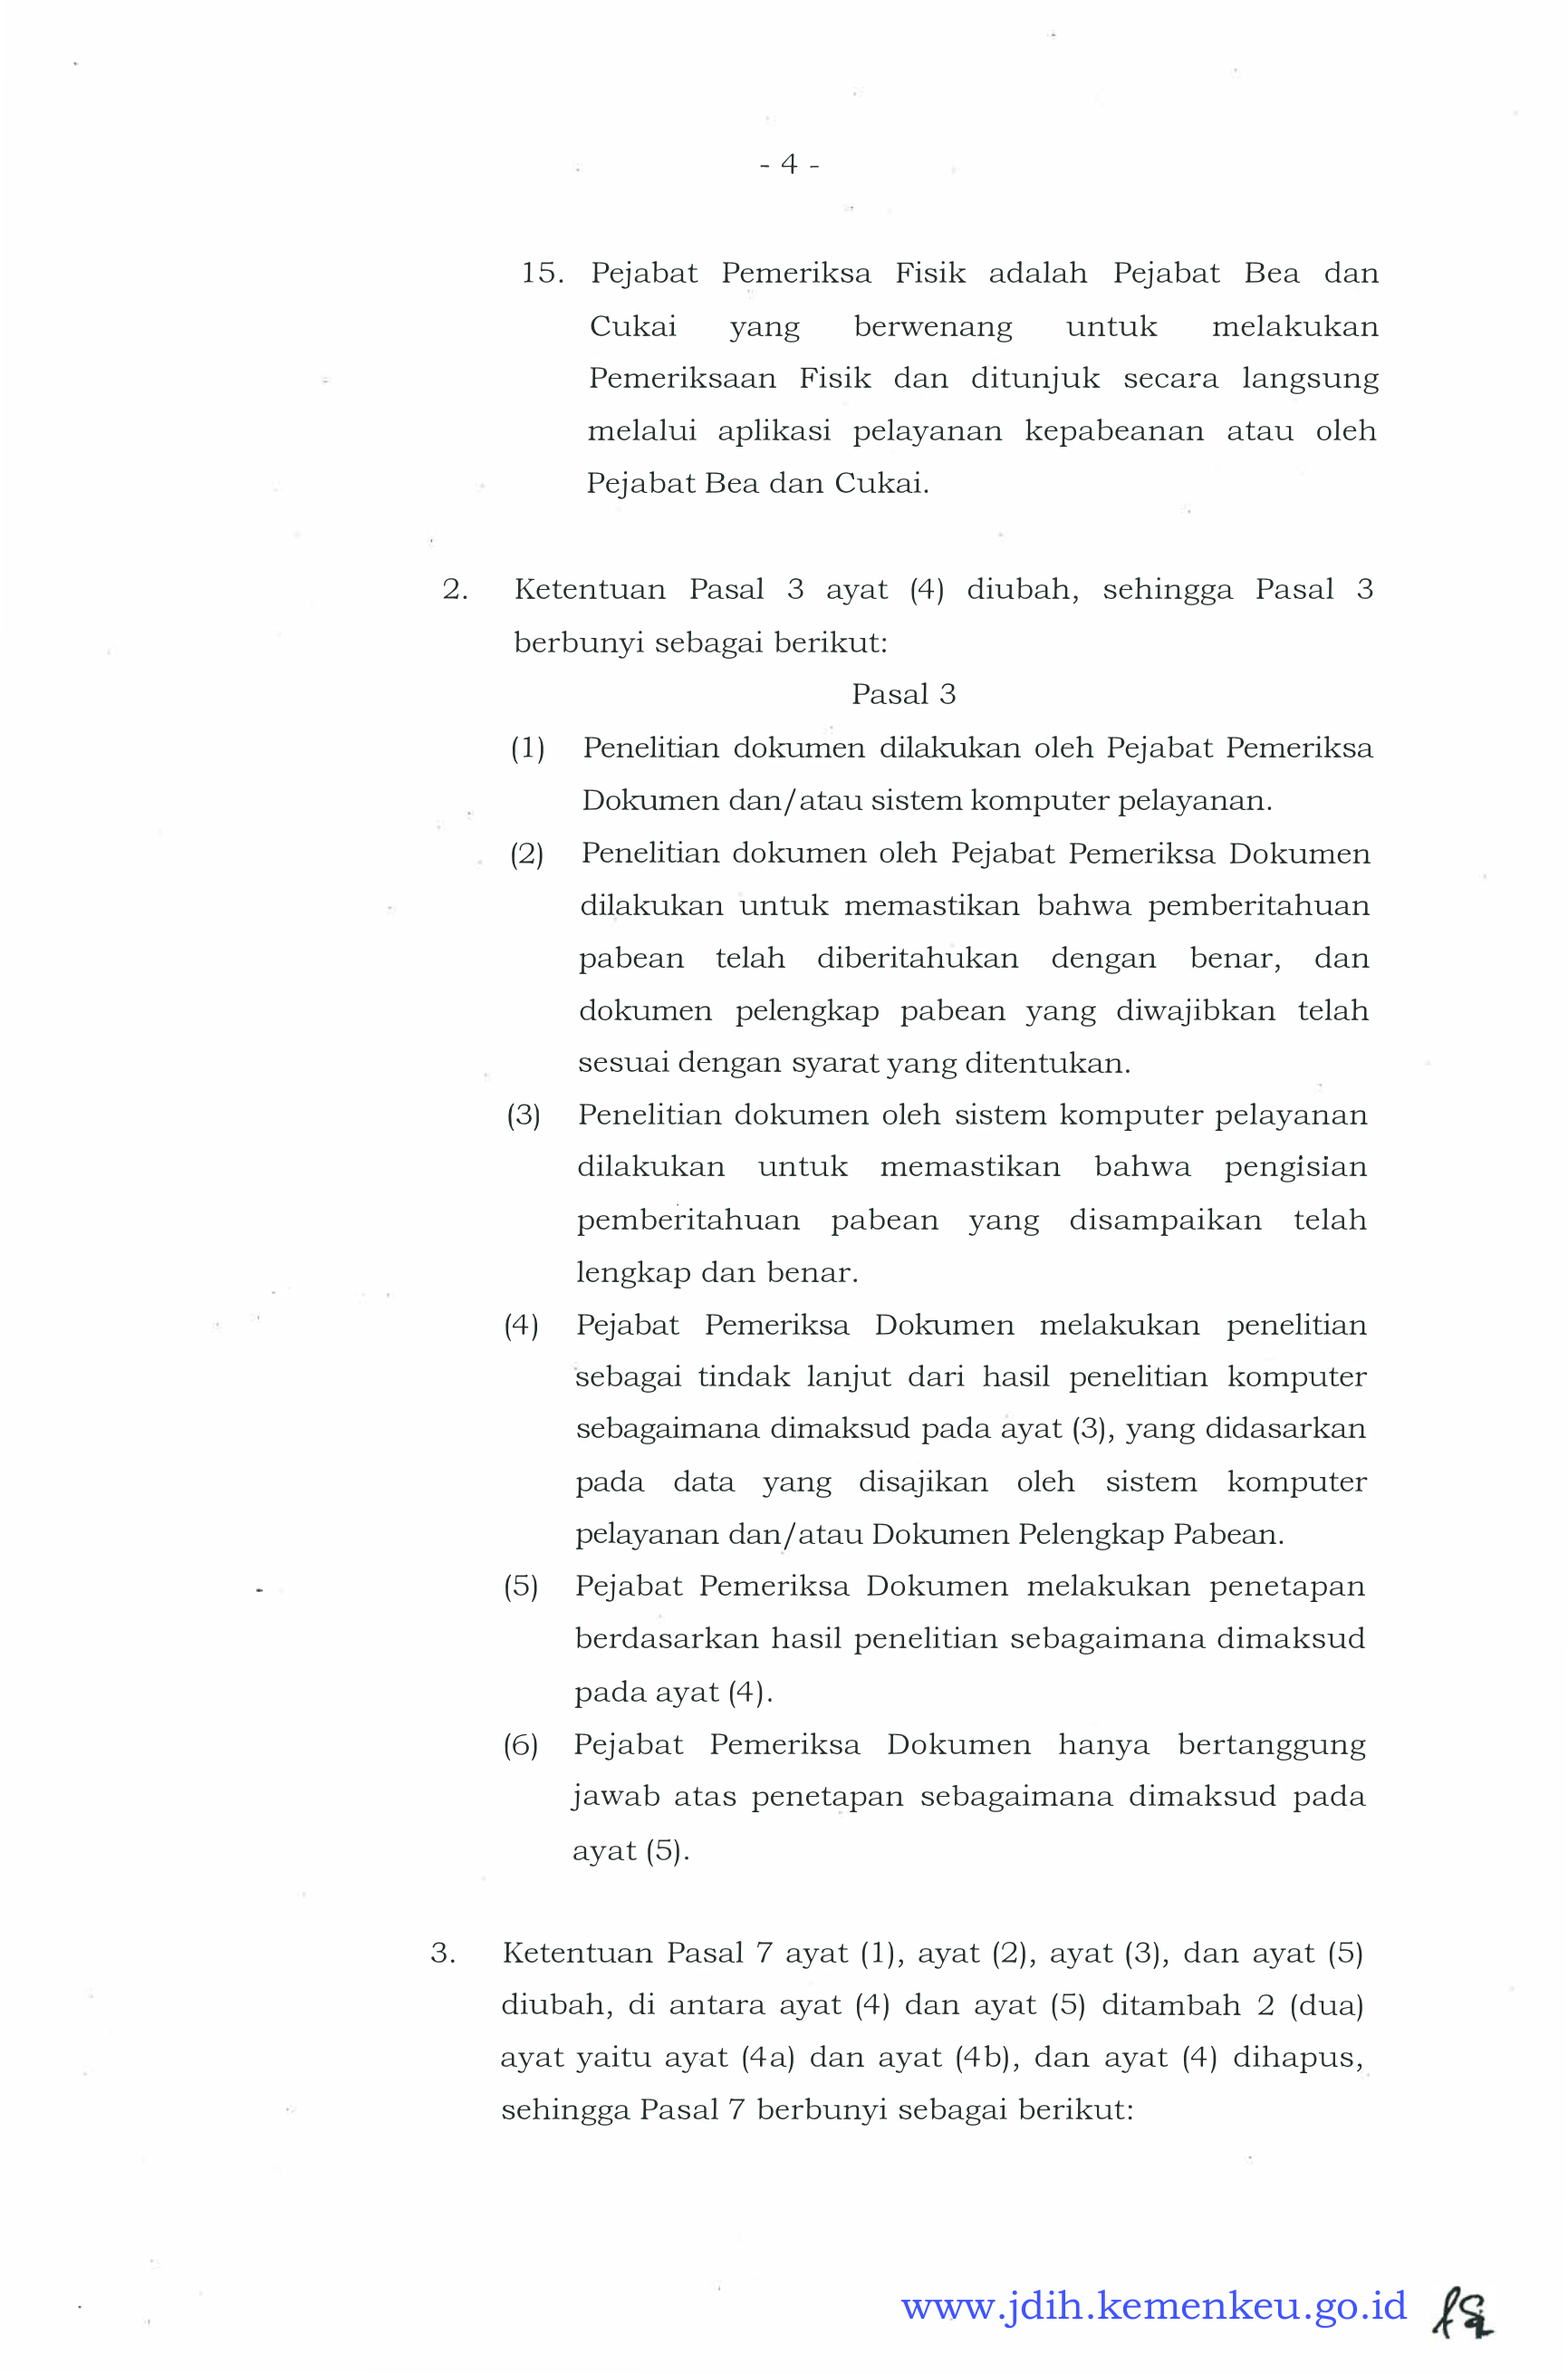 - 4 -
15. Pejabat Pemeriksa Fisik adalah Pejabat Bea dan
Cukai yang berwenang untuk melakukan
Pemeriksaan Fisik dan ditunjuk secara langsung
melalui aplikasi pelayanan kepabeanan atau oleh
Pejabat Bea dan Cukai.
2. Ketentuan Pasal 3 ayat (4) diubah, sehingga Pasal 3
berbunyi sebagai berikut:
Pasal 3
(1) Penelitian dokumen dilakukan oleh Pejabat Pemeriksa
Dokumen dan/atau sistem komputer pelayanan.
(2) Penelitian dokumen oleh Pejabat Pemeriksa Dokumen
dilakukan untuk memastikan bahwa pemberitahuan
pabean telah diberitahukan dengan benar, dan
dokumen pelengkap pabean yang diwajibkan telah
sesuai dengan syarat yang ditentukan.
(3) Penelitian dokumen oleh sistem komputer pelayanan
dilakukan untuk memastikan bahwa pengisian
pemberitahuan pabean yang disampaikan telah
lengkap dan benar.
(4) Pejabat Pemeriksa Dokumen melakukan penelitian
sebagai tindak lanjut dari hasil penelitian komputer
sebagaimana dimaksud pada ayat (3), yang didasarkan
pada data yang disajikan oleh sistem komputer
pelayanan dan/atau Dokumen Pelengkap Pabean.
(5) Pejabat Pemeriksa Dokumen melakukan penetapan
berdasarkan hasil penelitian sebagaimana dimaksud
pada ayat (4).
(6) Pejabat Pemeriksa Dokumen hanya bertanggung
jawab atas penetapan sebagaimana dimaksud pada
ayat (5).
3. Ketentuan Pasal 7 ayat (1), ayat (2), ayat (3), dan ayat (5)
diubah, di antara ayat (4) dan ayat (5) ditambah 2 (dua)
ayat yaitu ayat (4a) dan ayat (4b), dan ayat (4) dihapus,
sehingga Pasal 7 berbunyi sebagai berikut:
www.jdih.kemenkeu.go.id